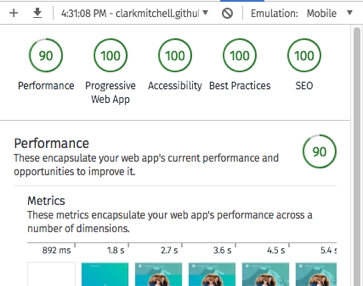 + 4:31:08 PM - clarkmitchell.githu Emulation: Mobile
90 100 100 100 100
Performance Progressive Web App Accessibility Best Practices SEO
Performance
90
These encapsulate your web app's current performance and
opportunities to improve it.
Metrics
These metrics encapsulate your web app's performance across a
number of dimensions.
892 ms 1.8 s 2.7 s 3.6 s 4.5 s 5.4 s